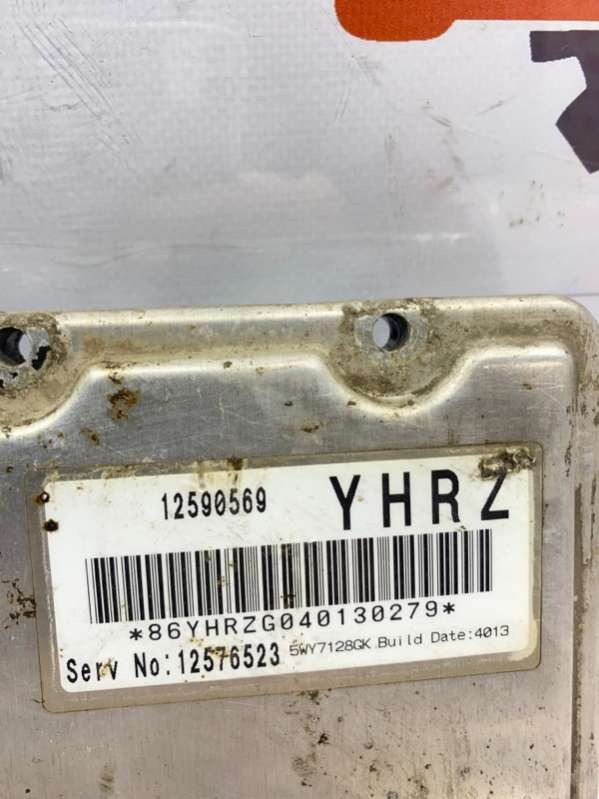 12590569 YHRZ
*86YHRZG040130279*
Serv No:12576523 5WY7128GK Build Date:4013